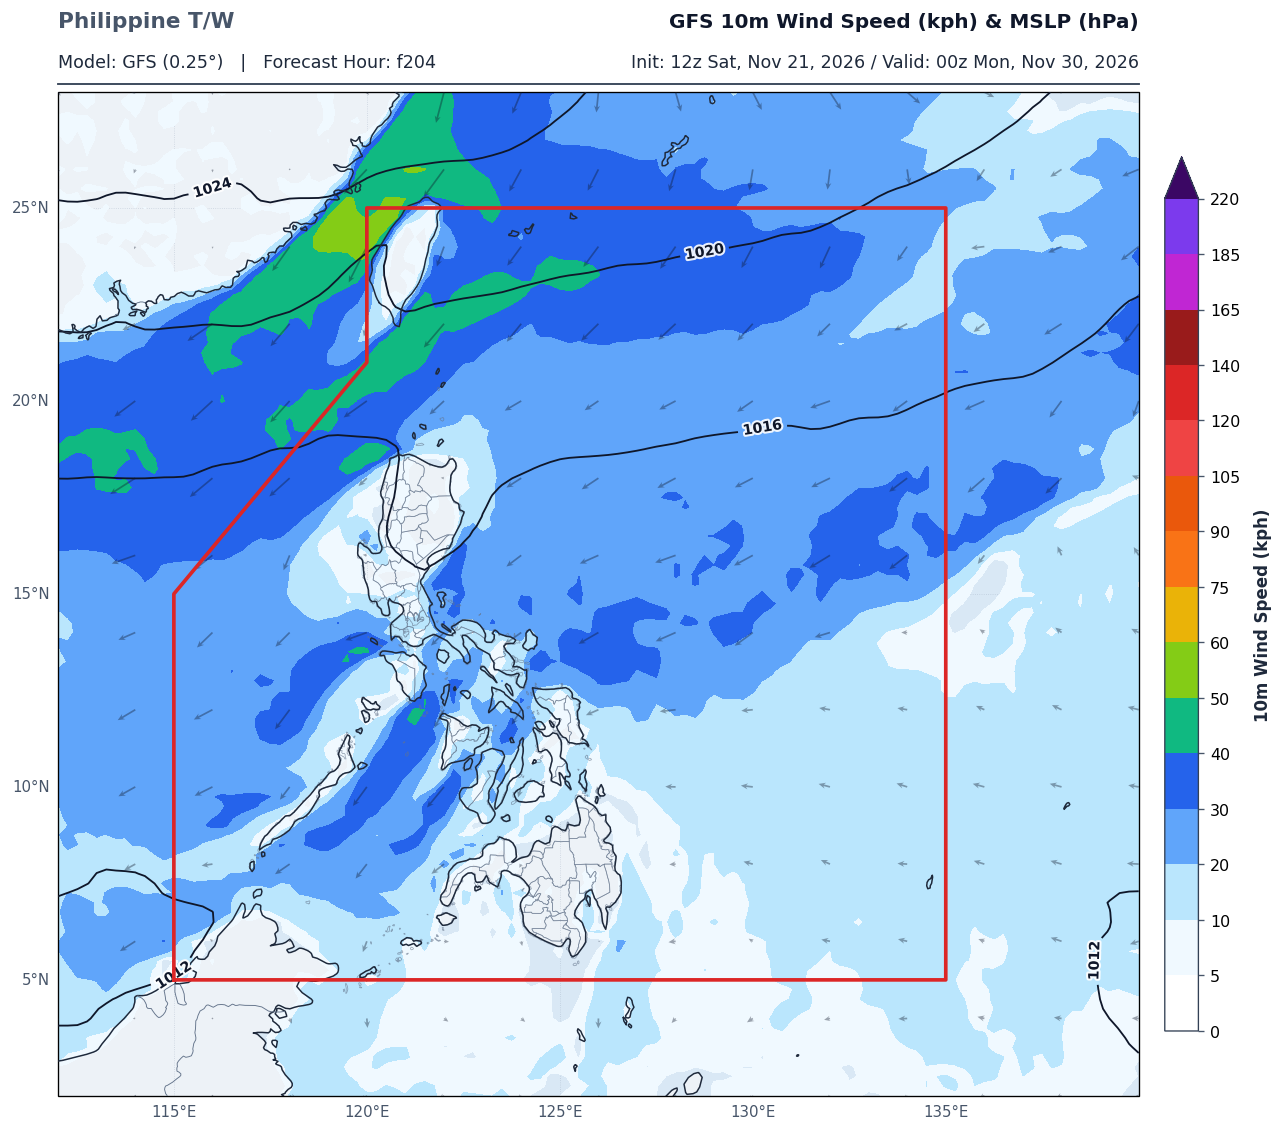 Philippine T/W
GFS 10m Wind Speed (kph) & MSLP (hPa)
Model: GFS (0.25°)   |   Forecast Hour: f204
Init: 12z Sat, Nov 21, 2026 / Valid: 00z Mon, Nov 30, 2026
1024
1020
1016
1012
1012
25°N
20°N
15°N
10°N
5°N
115°E
120°E
125°E
130°E
135°E
220
185
165
140
120
105
90
75
60
50
40
30
20
10
5
0
10m Wind Speed (kph)